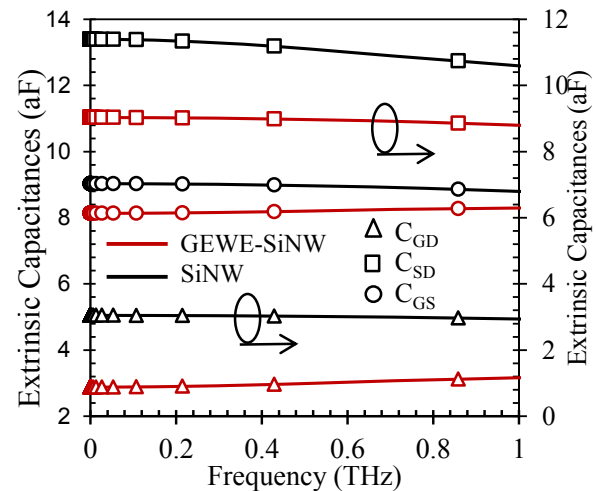 Extrinsic Capacitances (aF)
14
12
10
8
6
4
2
12
10
8
6
4
2
0
Extrinsic Capacitances (aF)
GEWE-SiNW
SiNW
C_GD
C_SD
C_GS
0 0.2 0.4 0.6 0.8 1
Frequency (THz)